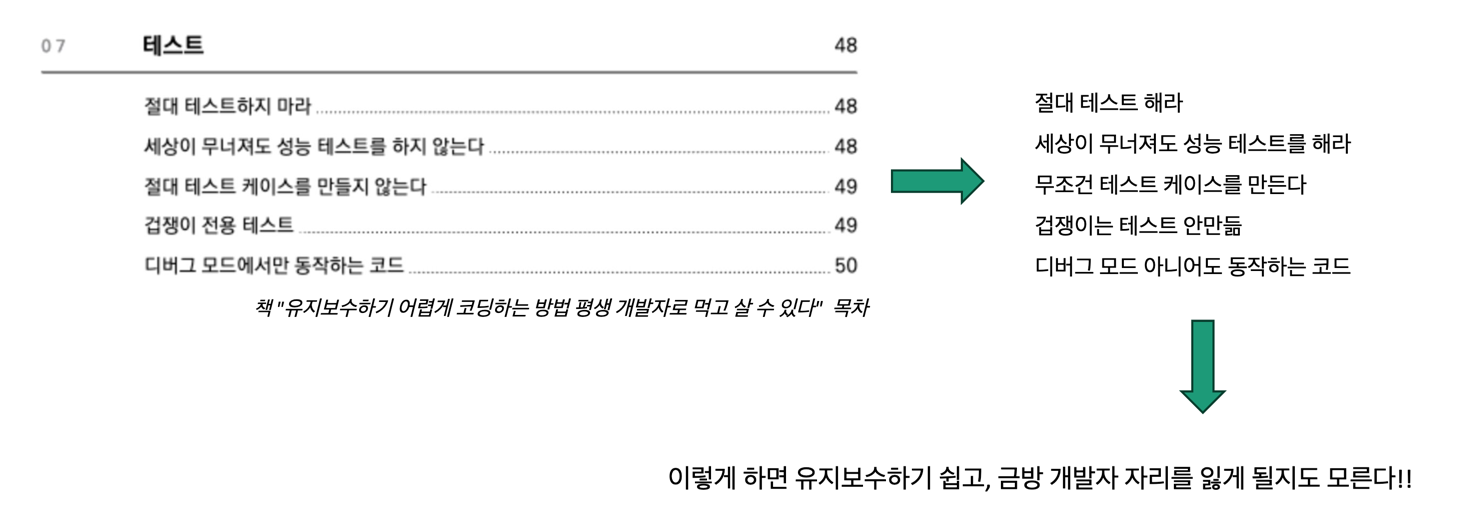 07 테스트 48
절대 테스트하지 마라 48
세상이 무너져도 성능 테스트를 하지 않는다 48
절대 테스트 케이스를 만들지 않는다 49
겁쟁이 전용 테스트 49
디버그 모드에서만 동작하는 코드 50
책 "유지보수하기 어렵게 코딩하는 방법 평생 개발자로 먹고 살 수 있다" 목차
절대 테스트 해라
세상이 무너져도 성능 테스트를 해라
무조건 테스트 케이스를 만든다
겁쟁이는 테스트 안만듦
디버그 모드 아니어도 동작하는 코드
이렇게 하면 유지보수하기 쉽고, 금방 개발자 자리를 잃게 될지도 모른다!!